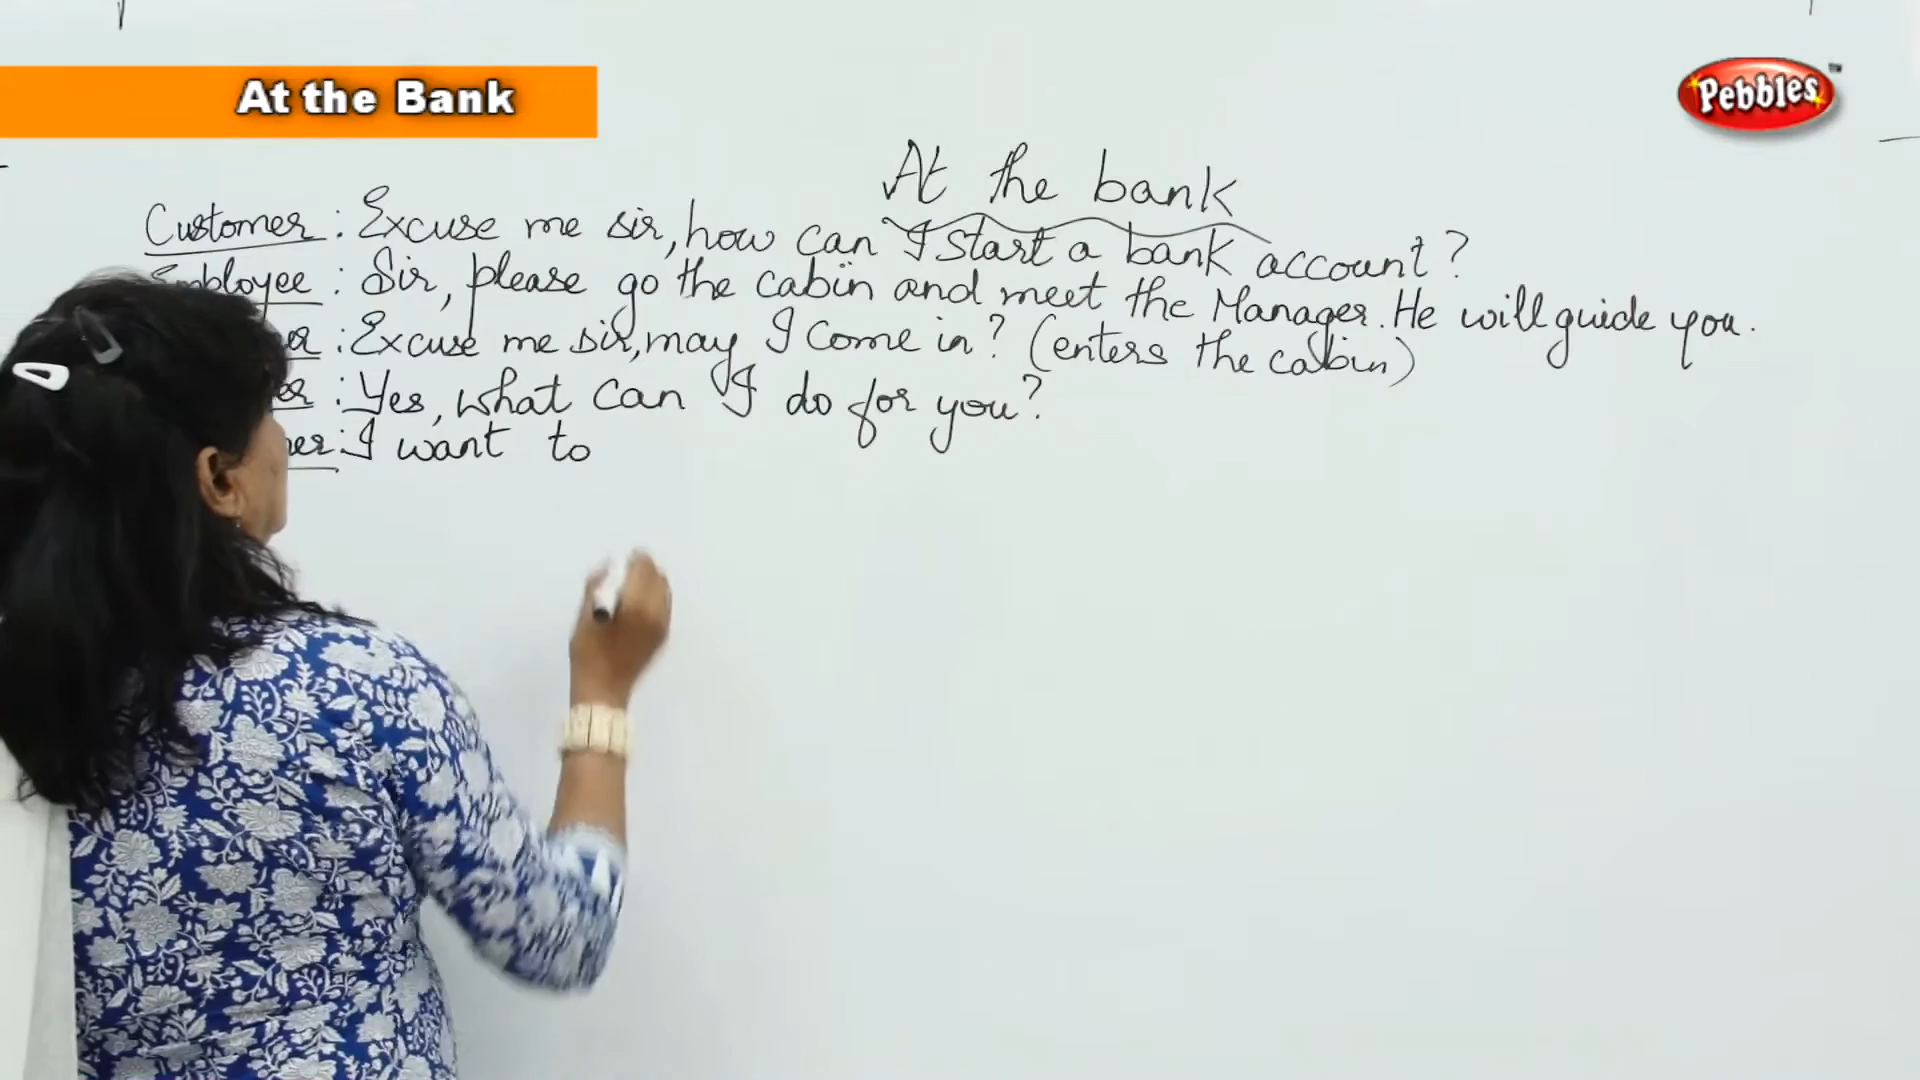 At the Bank
Pebbles™
At the bank
Customer : Excuse me sir, how can I start a bank account?
Employee : Sir, please go the cabin and meet the Manager. He will guide you.
: Excuse me sir, may I come in? (enters the cabin)
: Yes, what can I do for you?
: I want to